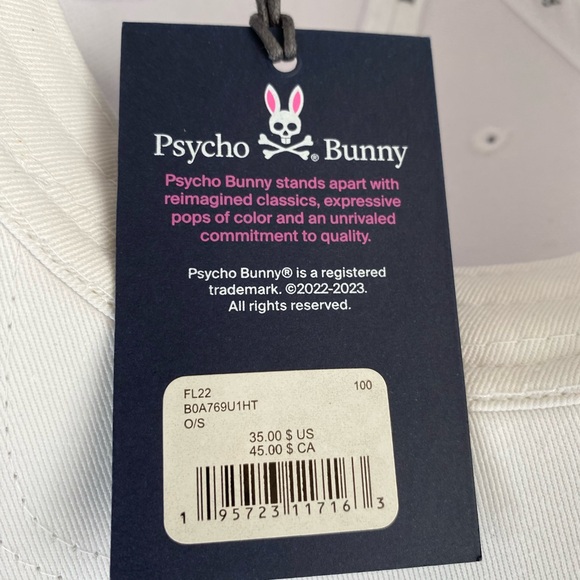 Psycho ® Bunny
Psycho Bunny stands apart with
reimagined classics, expressive
pops of color and an unrivaled
commitment to quality.
Psycho Bunny® is a registered
trademark. ©2022-2023.
All rights reserved.
FL22 100
B0A769U1HT
O/S
35.00 $ US
45.00 $ CA
1 95723 11716 3